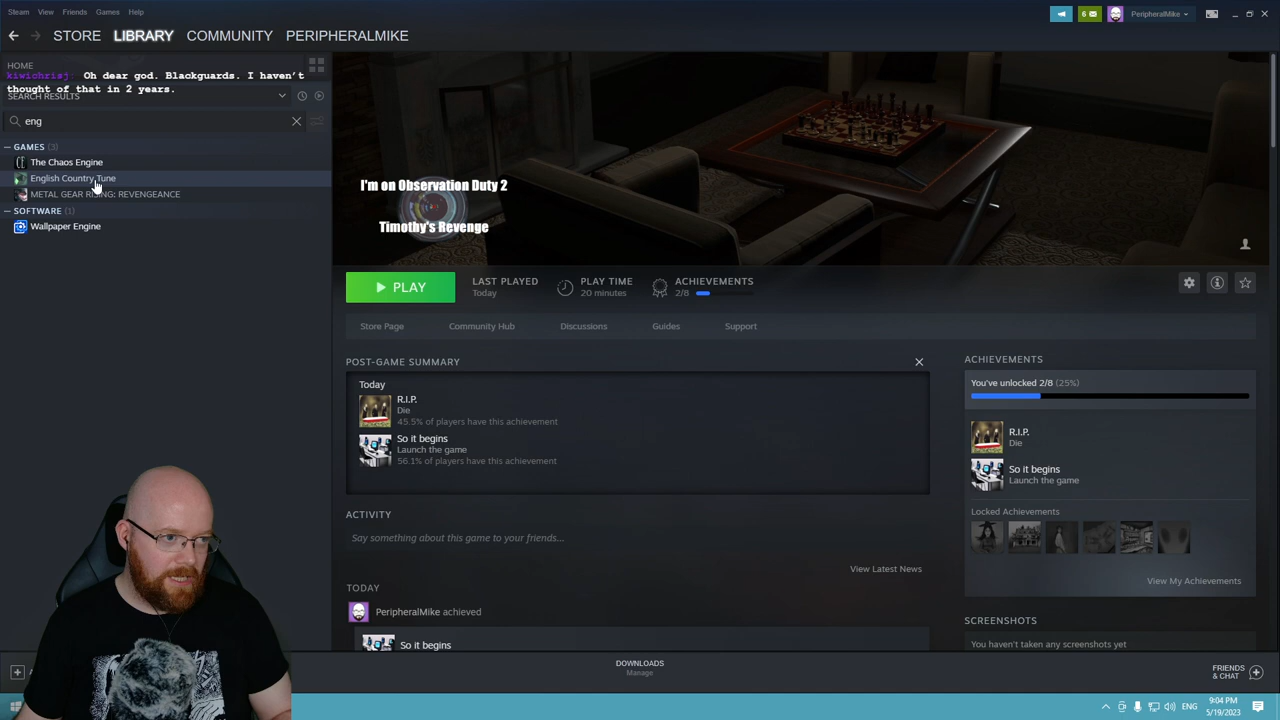 Steam View Friends Games Help
6 PeripheralMike
STORE LIBRARY COMMUNITY PERIPHERALMIKE
HOME
kiwichrisj: Oh dear god. Blackguards. I haven't
thought of that in 2 years.
SEARCH RESULTS
eng
GAMES (3)
The Chaos Engine
English Country Tune
METAL GEAR RISING: REVENGEANCE
SOFTWARE (1)
Wallpaper Engine
I'm on Observation Duty 2
Timothy's Revenge
PLAY
LAST PLAYED
Today
PLAY TIME
20 minutes
ACHIEVEMENTS
2/8
Store Page Community Hub Discussions Guides Support
POST-GAME SUMMARY
Today
R.I.P.
Die
45.5% of players have this achievement
So it begins
Launch the game
56.1% of players have this achievement
ACTIVITY
Say something about this game to your friends...
View Latest News
TODAY
PeripheralMike achieved
So it begins
ACHIEVEMENTS
You've unlocked 2/8 (25%)
R.I.P.
Die
So it begins
Launch the game
Locked Achievements
View My Achievements
SCREENSHOTS
You haven't taken any screenshots yet
DOWNLOADS
Manage
FRIENDS
& CHAT
ENG
9:04 PM
5/19/2023